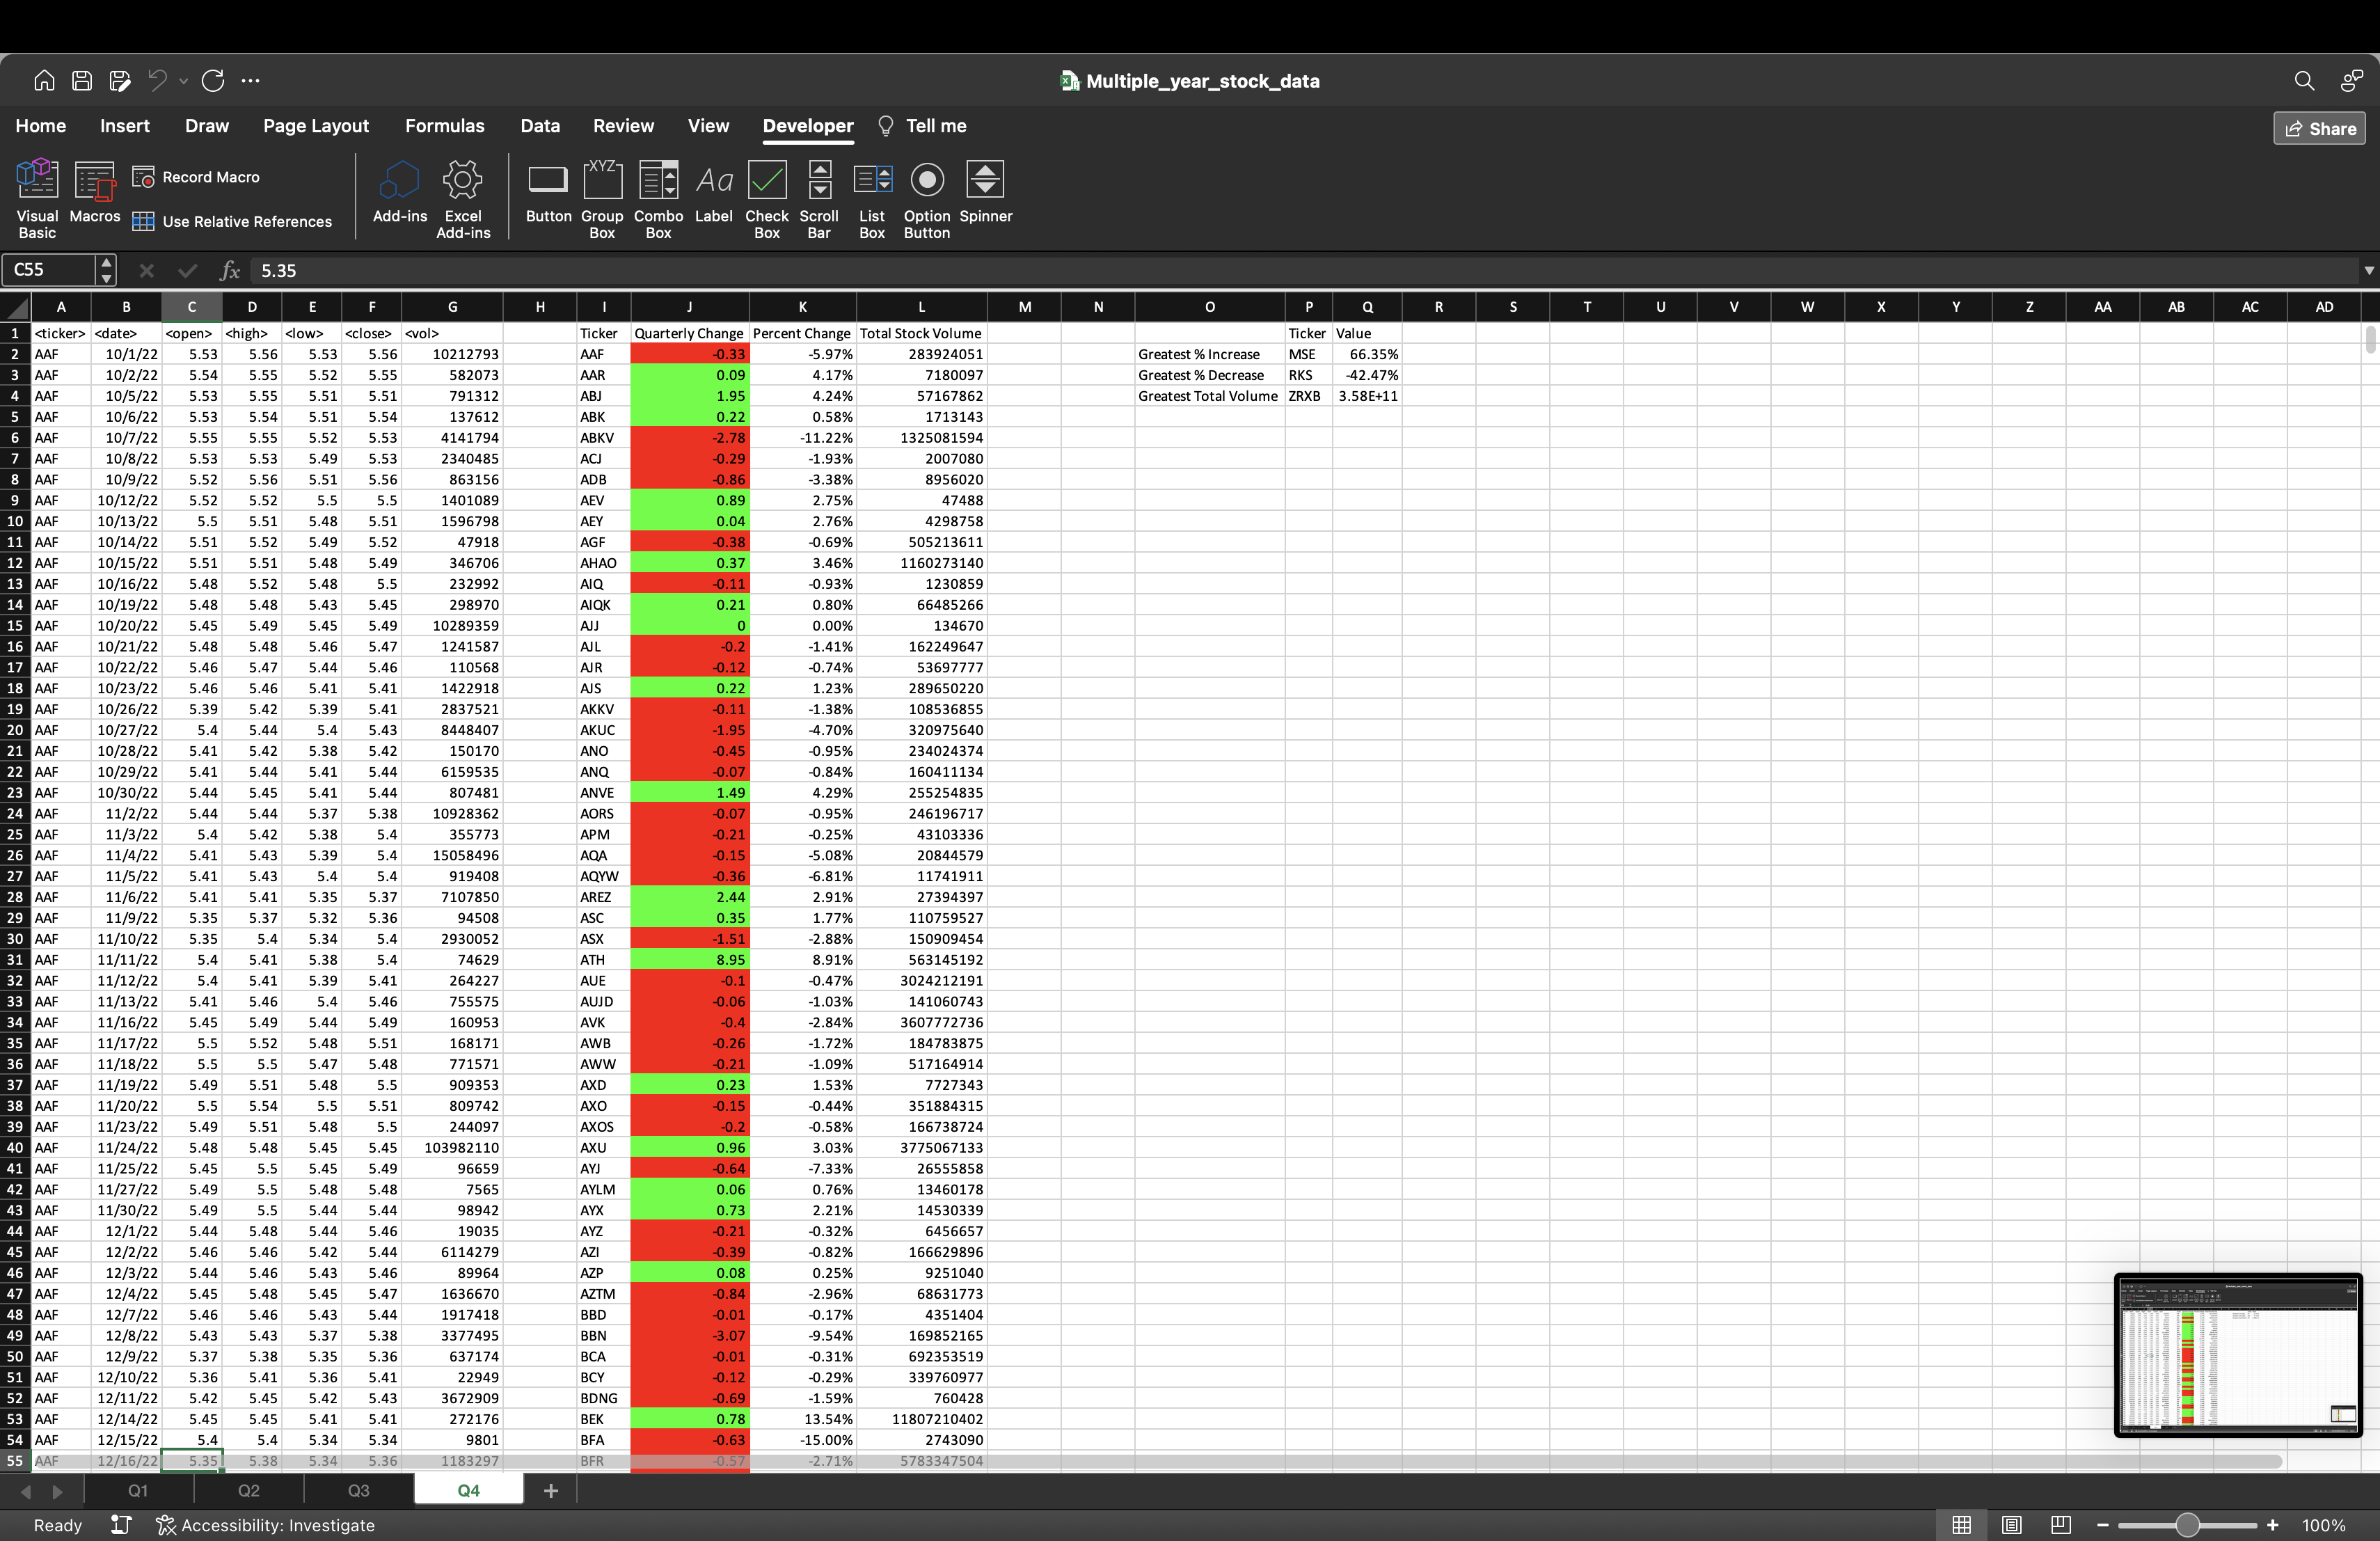 Multiple_year_stock_data
Home Insert Draw Page Layout Formulas Data Review View Developer Tell me Share
Visual Basic Macros Record Macro Use Relative References Add-ins Excel Add-ins XYZ Button Group Box Combo Box Aa Label Check Box Scroll Bar List Box Option Button Spinner
C55 fx 5.35
A B C D E F G H I J K L M N O P Q R S T U V W X Y Z AA AB AC AD
1 <ticker> <date> <open> <high> <low> <close> <vol> Ticker Quarterly Change Percent Change Total Stock Volume Ticker Value
2 AAF 10/1/22 5.53 5.56 5.53 5.56 10212793 AAF -0.33 -5.97% 283924051 Greatest % Increase MSE 66.35%
3 AAF 10/2/22 5.54 5.55 5.52 5.55 582073 AAR 0.09 4.17% 7180097 Greatest % Decrease RKS -42.47%
4 AAF 10/5/22 5.53 5.55 5.51 5.51 791312 ABJ 1.95 4.24% 57167862 Greatest Total Volume ZRXB 3.58E+11
5 AAF 10/6/22 5.53 5.54 5.51 5.54 137612 ABK 0.22 0.58% 1713143
6 AAF 10/7/22 5.55 5.55 5.52 5.53 4141794 ABKV -2.78 -11.22% 1325081594
7 AAF 10/8/22 5.53 5.53 5.49 5.53 2340485 ACJ -0.29 -1.93% 2007080
8 AAF 10/9/22 5.52 5.56 5.51 5.56 863156 ADB -0.86 -3.38% 8956020
9 AAF 10/12/22 5.52 5.52 5.5 5.5 1401089 AEV 0.89 2.75% 47488
10 AAF 10/13/22 5.5 5.51 5.48 5.51 1596798 AEY 0.04 2.76% 4298758
11 AAF 10/14/22 5.51 5.52 5.49 5.52 47918 AGF -0.38 -0.69% 505213611
12 AAF 10/15/22 5.51 5.51 5.48 5.49 346706 AHAO 0.37 3.46% 1160273140
13 AAF 10/16/22 5.48 5.52 5.48 5.5 232992 AIQ -0.11 -0.93% 1230859
14 AAF 10/19/22 5.48 5.48 5.43 5.45 298970 AIQK 0.21 0.80% 66485266
15 AAF 10/20/22 5.45 5.49 5.45 5.49 10289359 AJJ 0 0.00% 134670
16 AAF 10/21/22 5.48 5.48 5.46 5.47 1241587 AJL -0.2 -1.41% 162249647
17 AAF 10/22/22 5.46 5.47 5.44 5.46 110568 AJR -0.12 -0.74% 53697777
18 AAF 10/23/22 5.46 5.46 5.41 5.41 1422918 AJS 0.22 1.23% 289650220
19 AAF 10/26/22 5.39 5.42 5.39 5.41 2837521 AKKV -0.11 -1.38% 108536855
20 AAF 10/27/22 5.4 5.44 5.4 5.43 8448407 AKUC -1.95 -4.70% 320975640
21 AAF 10/28/22 5.41 5.42 5.38 5.42 150170 ANO -0.45 -0.95% 234024374
22 AAF 10/29/22 5.41 5.44 5.41 5.44 6159535 ANQ -0.07 -0.84% 160411134
23 AAF 10/30/22 5.44 5.45 5.41 5.44 807481 ANVE 1.49 4.29% 255254835
24 AAF 11/2/22 5.44 5.44 5.37 5.38 10928362 AORS -0.07 -0.95% 246196717
25 AAF 11/3/22 5.4 5.42 5.38 5.4 355773 APM -0.21 -0.25% 43103336
26 AAF 11/4/22 5.41 5.43 5.39 5.4 15058496 AQA -0.15 -5.08% 20844579
27 AAF 11/5/22 5.41 5.43 5.4 5.4 919408 AQYW -0.36 -6.81% 11741911
28 AAF 11/6/22 5.41 5.41 5.35 5.37 7107850 AREZ 2.44 2.91% 27394397
29 AAF 11/9/22 5.35 5.37 5.32 5.36 94508 ASC 0.35 1.77% 110759527
30 AAF 11/10/22 5.35 5.4 5.34 5.4 2930052 ASX -1.51 -2.88% 150909454
31 AAF 11/11/22 5.4 5.41 5.38 5.4 74629 ATH 8.95 8.91% 563145192
32 AAF 11/12/22 5.4 5.41 5.39 5.41 264227 AUE -0.1 -0.47% 3024212191
33 AAF 11/13/22 5.41 5.46 5.4 5.46 755575 AUJD -0.06 -1.03% 141060743
34 AAF 11/16/22 5.45 5.49 5.44 5.49 160953 AVK -0.4 -2.84% 3607772736
35 AAF 11/17/22 5.5 5.52 5.48 5.51 168171 AWB -0.26 -1.72% 184783875
36 AAF 11/18/22 5.5 5.5 5.47 5.48 771571 AWW -0.21 -1.09% 517164914
37 AAF 11/19/22 5.49 5.51 5.48 5.5 909353 AXD 0.23 1.53% 7727343
38 AAF 11/20/22 5.5 5.54 5.5 5.51 809742 AXO -0.15 -0.44% 351884315
39 AAF 11/23/22 5.49 5.51 5.48 5.5 244097 AXOS -0.2 -0.58% 166738724
40 AAF 11/24/22 5.48 5.48 5.45 5.45 103982110 AXU 0.96 3.03% 3775067133
41 AAF 11/25/22 5.45 5.5 5.45 5.49 96659 AYJ -0.64 -7.33% 26555858
42 AAF 11/27/22 5.49 5.5 5.48 5.48 7565 AYLM 0.06 0.76% 13460178
43 AAF 11/30/22 5.49 5.5 5.44 5.44 98942 AYX 0.73 2.21% 14530339
44 AAF 12/1/22 5.44 5.48 5.44 5.46 19035 AYZ -0.21 -0.32% 6456657
45 AAF 12/2/22 5.46 5.46 5.42 5.44 6114279 AZI -0.39 -0.82% 166629896
46 AAF 12/3/22 5.44 5.46 5.43 5.46 89964 AZP 0.08 0.25% 9251040
47 AAF 12/4/22 5.45 5.48 5.45 5.47 1636670 AZTM -0.84 -2.96% 68631773
48 AAF 12/7/22 5.46 5.46 5.43 5.44 1917418 BBD -0.01 -0.17% 4351404
49 AAF 12/8/22 5.43 5.43 5.37 5.38 3377495 BBN -3.07 -9.54% 169852165
50 AAF 12/9/22 5.37 5.38 5.35 5.36 637174 BCA -0.01 -0.31% 692353519
51 AAF 12/10/22 5.36 5.41 5.36 5.41 22949 BCY -0.12 -0.29% 339760977
52 AAF 12/11/22 5.42 5.45 5.42 5.43 3672909 BDNG -0.69 -1.59% 760428
53 AAF 12/14/22 5.45 5.45 5.41 5.41 272176 BEK 0.78 13.54% 11807210402
54 AAF 12/15/22 5.4 5.4 5.34 5.34 9801 BFA -0.63 -15.00% 2743090
55 AAF 12/16/22 5.35 5.38 5.34 5.36 1183297 BFR -0.57 -2.71% 5783347504
Q1 Q2 Q3 Q4 +
Ready Accessibility: Investigate 100%